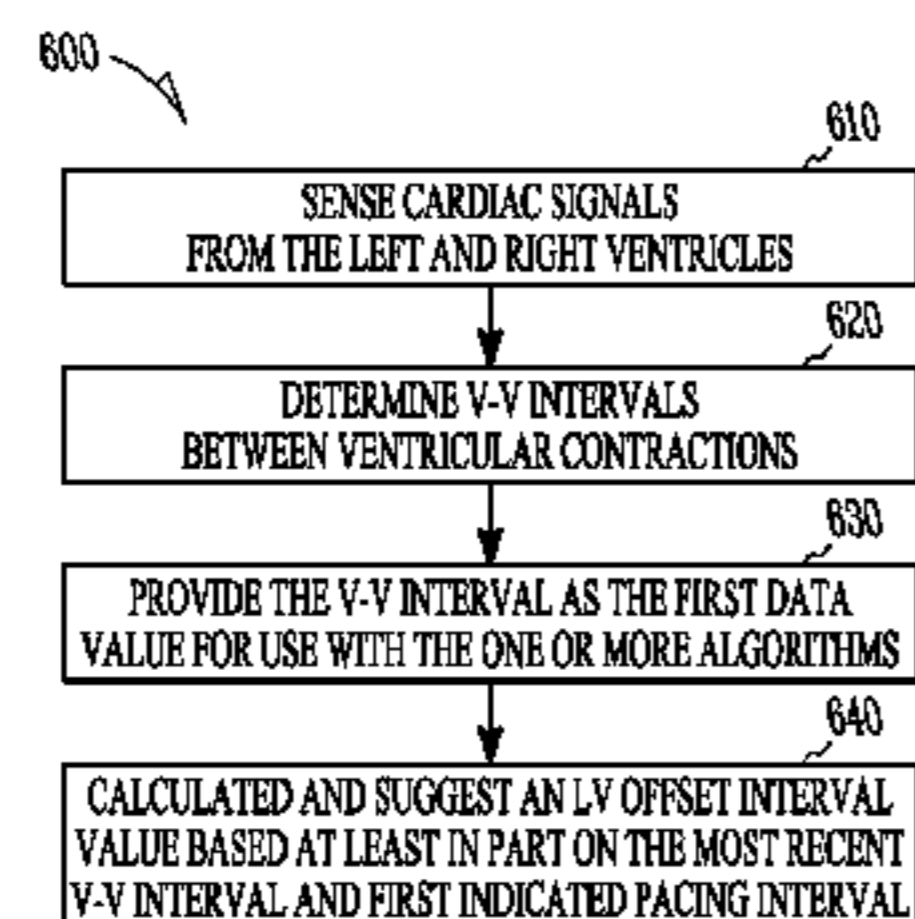 600
610
SENSE CARDIAC SIGNALS
FROM THE LEFT AND RIGHT VENTRICLES
620
DETERMINE V-V INTERVALS
BETWEEN VENTRICULAR CONTRACTIONS
630
PROVIDE THE V-V INTERVAL AS THE FIRST DATA
VALUE FOR USE WITH THE ONE OR MORE ALGORITHMS
640
CALCULATED AND SUGGEST AN LV OFFSET INTERVAL
VALUE BASED AT LEAST IN PART ON THE MOST RECENT
V-V INTERVAL AND FIRST INDICATED PACING INTERVAL